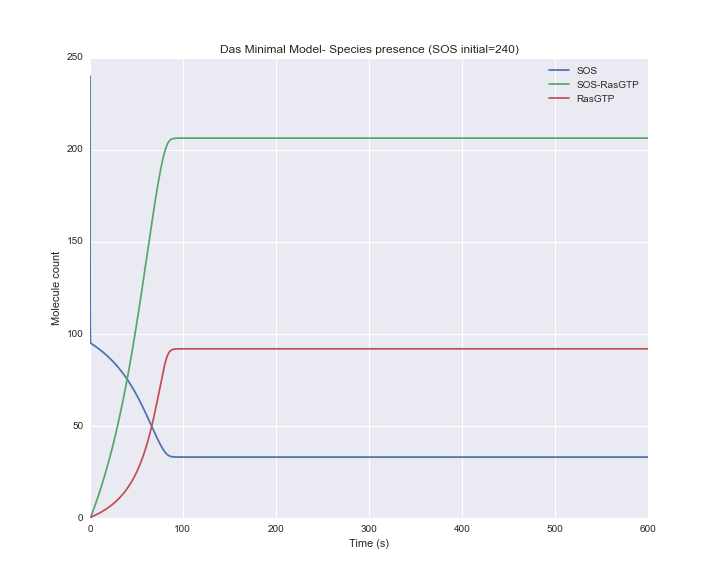 Das Minimal Model- Species presence (SOS initial=240)
250
200
150
100
50
0
Molecule count
SOS
SOS-RasGTP
RasGTP
0 100 200 300 400 500 600
Time (s)